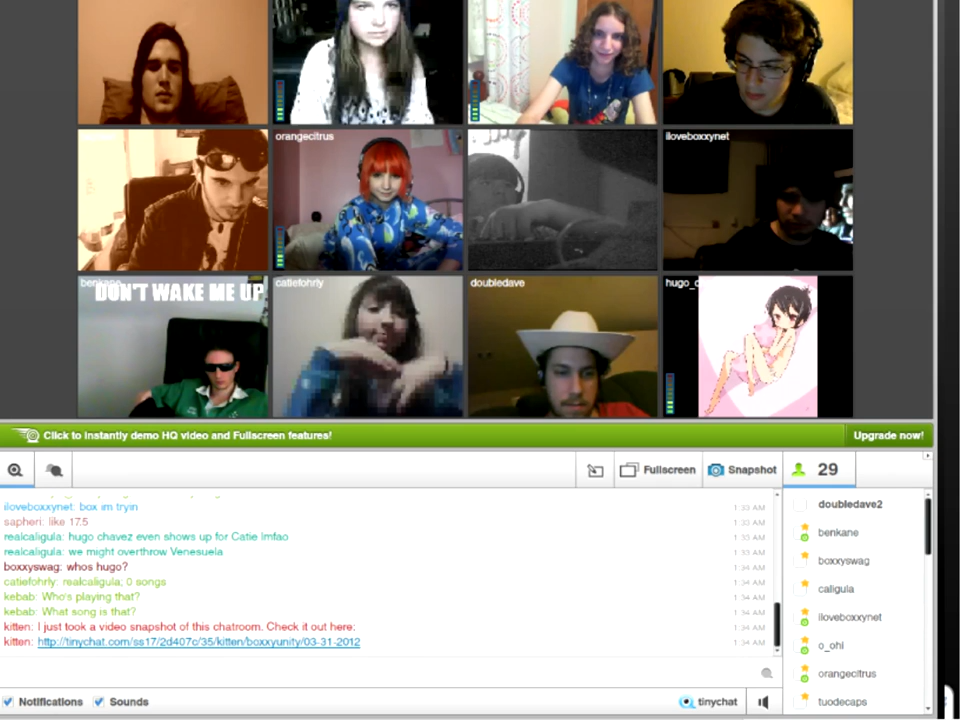 orangecitrus
iloveboxxynet
benkane
DON'T WAKE ME UP
catiefohrly
doubledave
Click to instantly demo HQ video and Fullscreen features!
Upgrade now!
Fullscreen
Snapshot
29
iloveboxxynet: box im tryin 1:33 AM
sapheri: like 17.5 1:33 AM
realcaligula: hugo chavez even shows up for Catie lmfao 1:33 AM
realcaligula: we might overthrow Venesuela 1:33 AM
boxxyswag: whos hugo? 1:34 AM
catiefohrly: realcaligula; 0 songs 1:34 AM
kebab: Who's playing that? 1:34 AM
kebab: What song is that? 1:34 AM
kitten: I just took a video snapshot of this chatroom. Check it out here: 1:34 AM
kitten: http://tinychat.com/ss17/2d407c/35/kitten/boxxyunity/03-31-2012 1:34 AM
doubledave2
benkane
boxxyswag
caligula
iloveboxxynet
o_ohi
orangecitrus
tuodecaps
Notifications
Sounds
tinychat